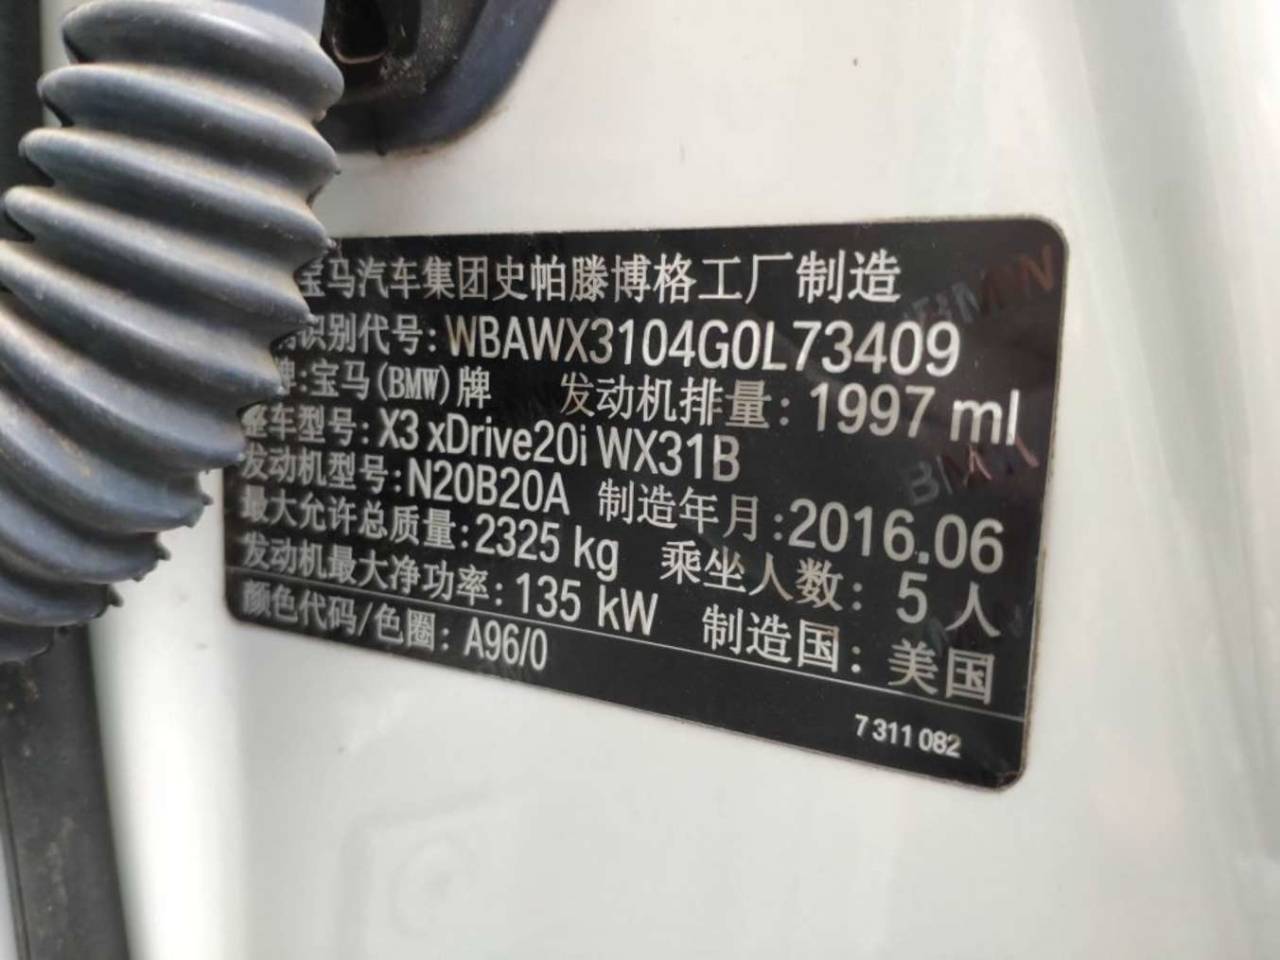 宝马汽车集团史帕滕博格工厂制造
识别代号:WBAWX3104G0L73409
牌:宝马(BMW)牌 发动机排量:1997 ml
整车型号:X3 xDrive20i WX31B
发动机型号:N20B20A 制造年月:2016.06
最大允许总质量:2325 kg 乘坐人数:5 人
发动机最大净功率:135 kW 制造国:美国
颜色代码/色圈:A96/0
7 311 082